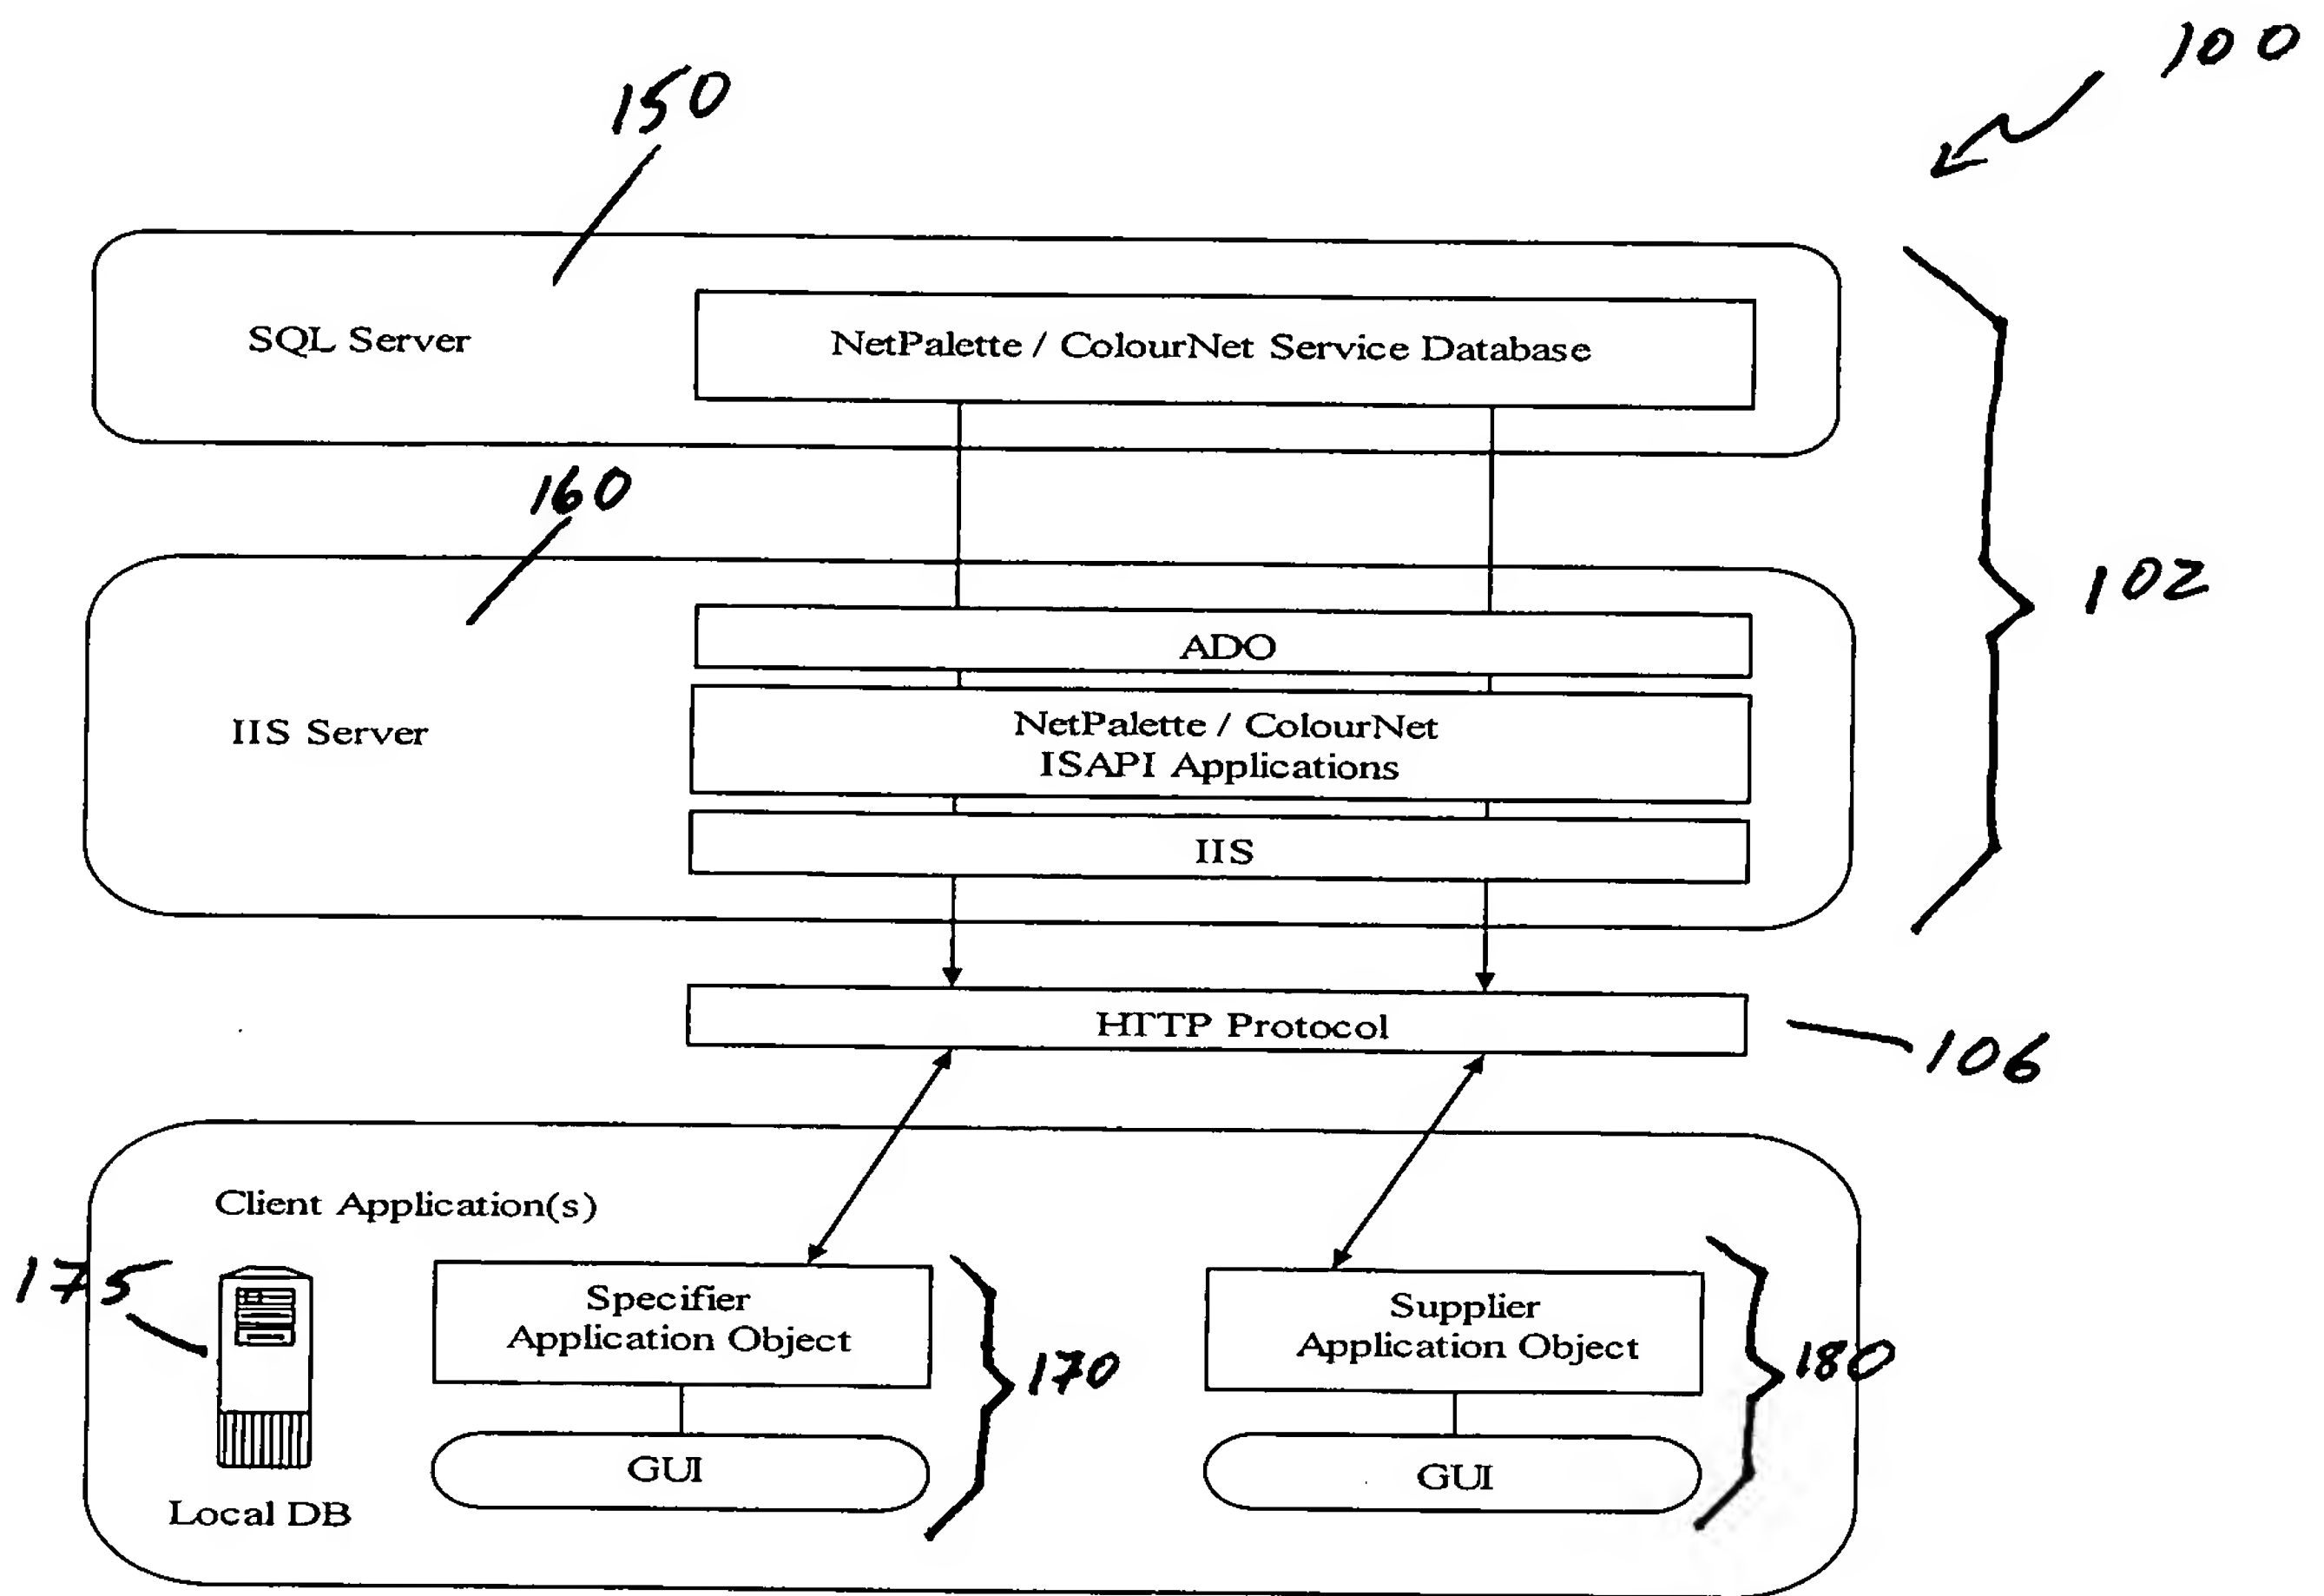 100
150
SQL Server
NetPalette / ColourNet Service Database
160
102
ADO
IIS Server
NetPalette / ColourNet
ISAPI Applications
IIS
HTTP Protocol
106
Client Application(s)
175
Specifier
Application Object
170
Supplier
Application Object
180
GUI
GUI
Local DB